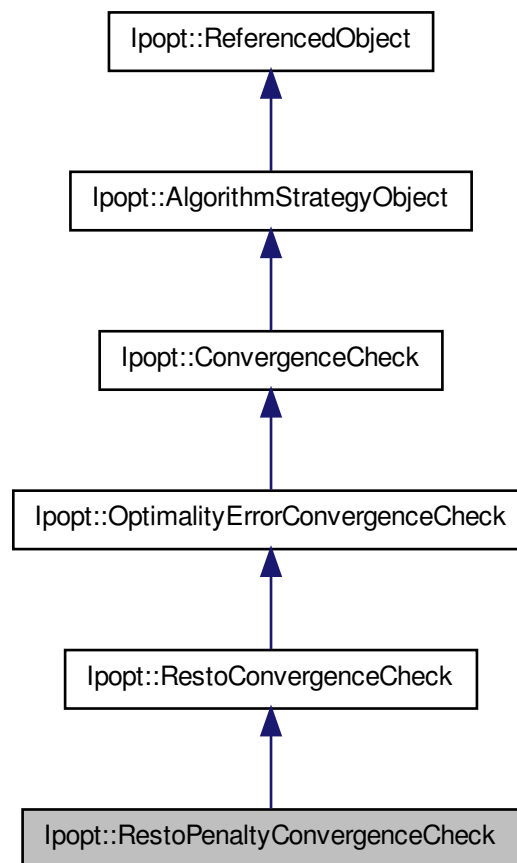 Ipopt::ReferencedObject
Ipopt::AlgorithmStrategyObject
Ipopt::ConvergenceCheck
Ipopt::OptimalityErrorConvergenceCheck
Ipopt::RestoConvergenceCheck
Ipopt::RestoPenaltyConvergenceCheck